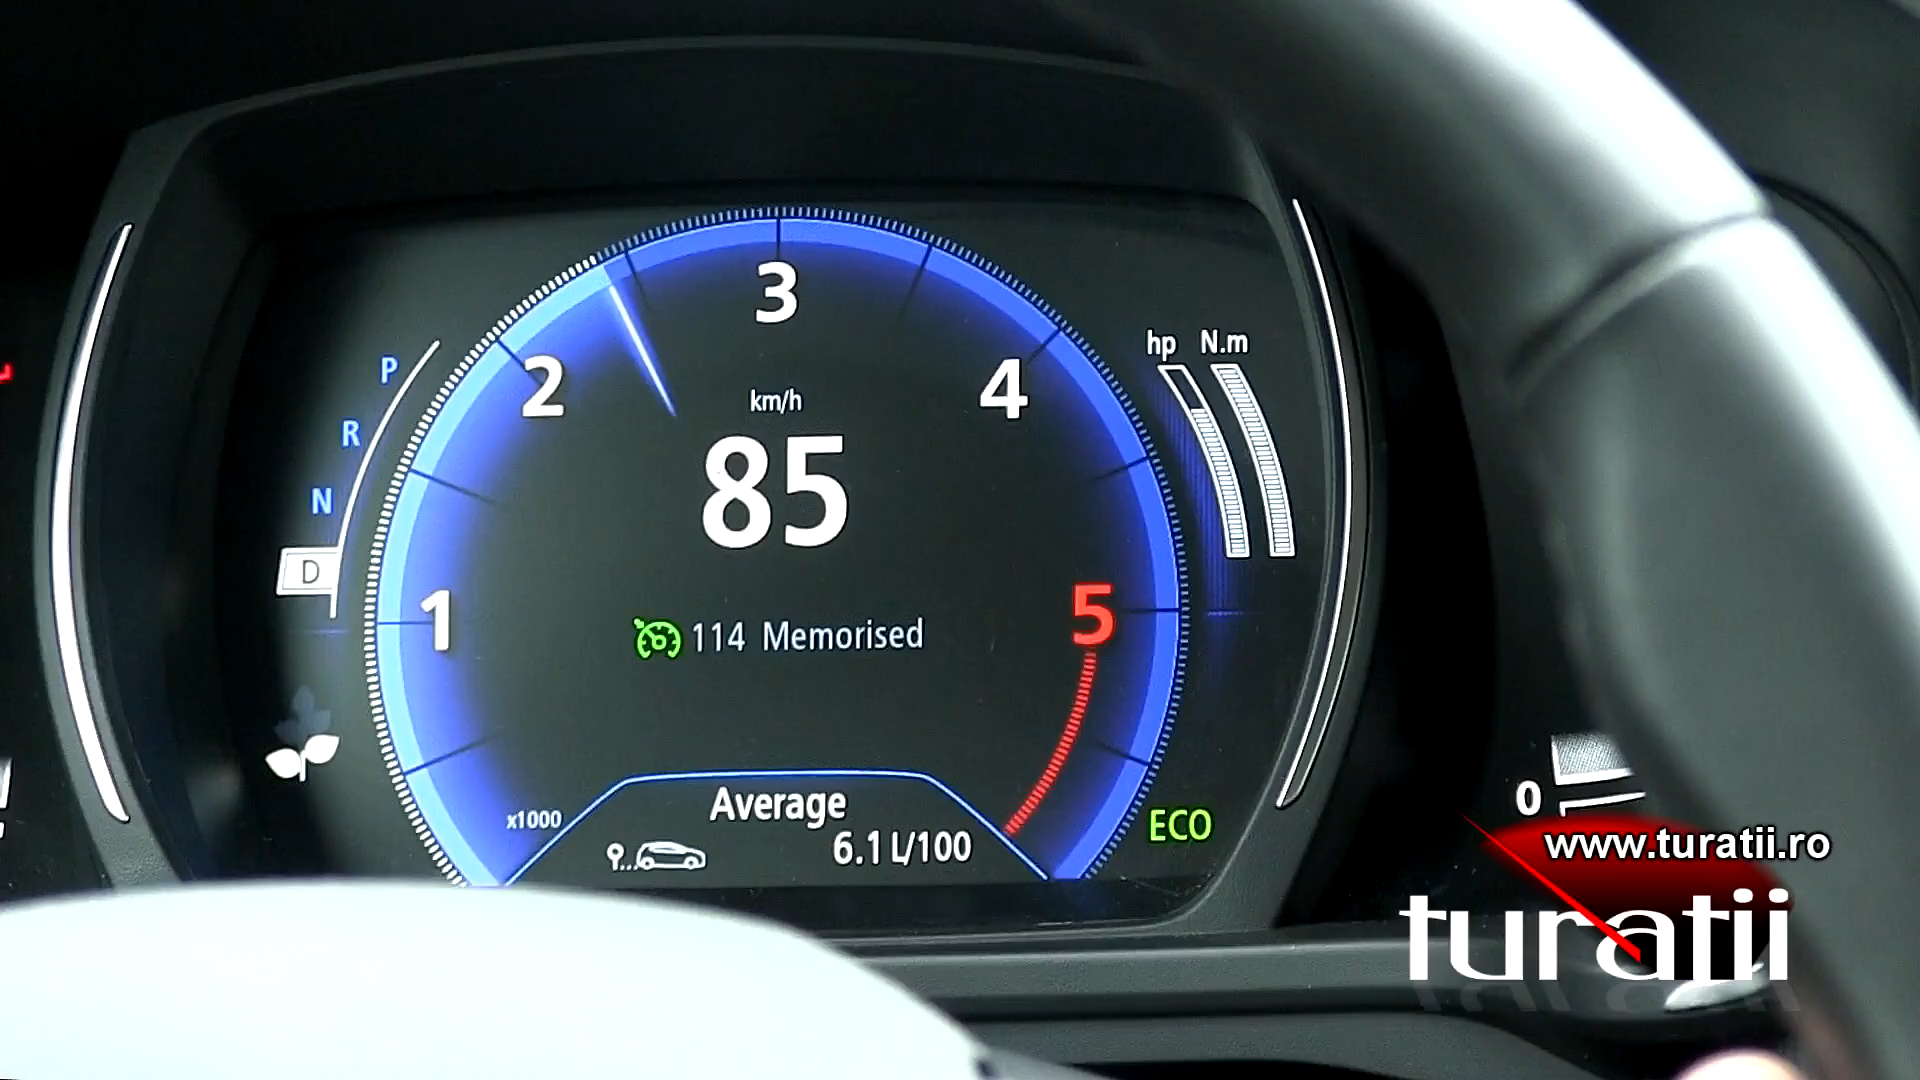 3
hp N.m
P
2
4
km/h
R
85
N
D
1
5
114 Memorised
x1000
Average
6.1 L/100
ECO
0
www.turatii.ro
turatii